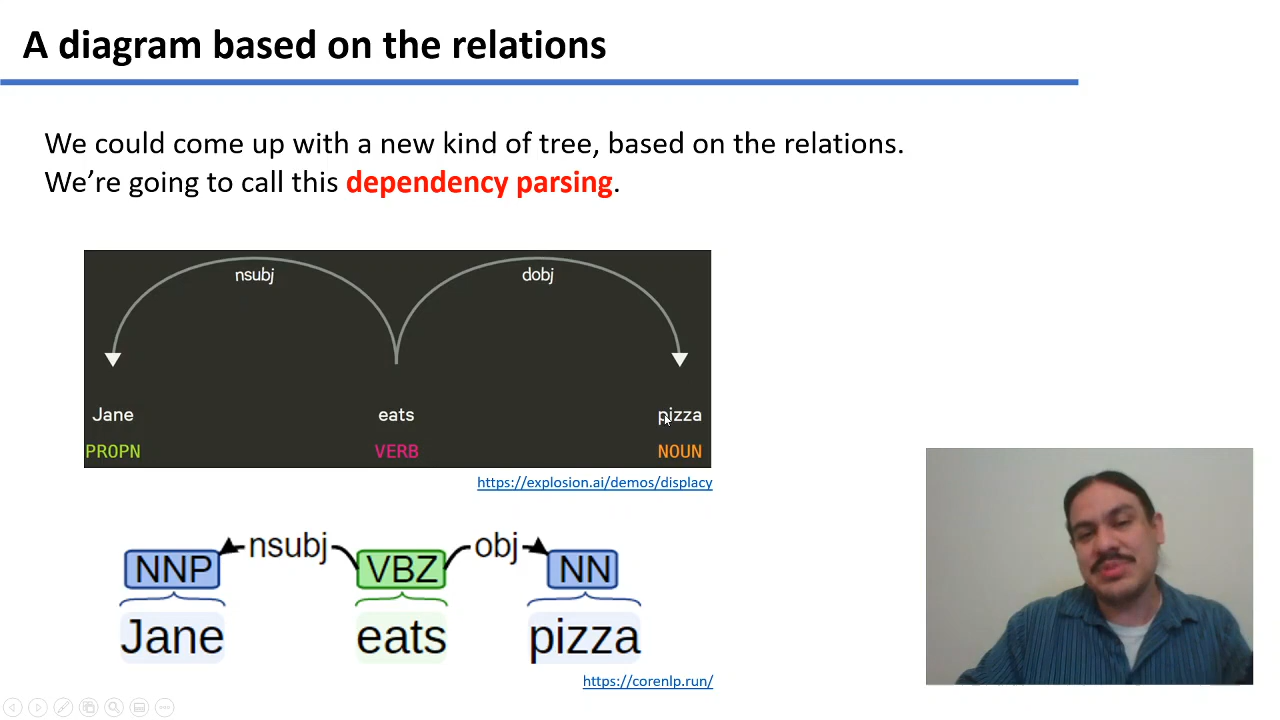 A diagram based on the relations
We could come up with a new kind of tree, based on the relations.
We’re going to call this dependency parsing.
nsubj dobj
Jane eats pizza
PROPN VERB NOUN
https://explosion.ai/demos/displacy
nsubj obj
NNP VBZ NN
Jane eats pizza
https://corenlp.run/